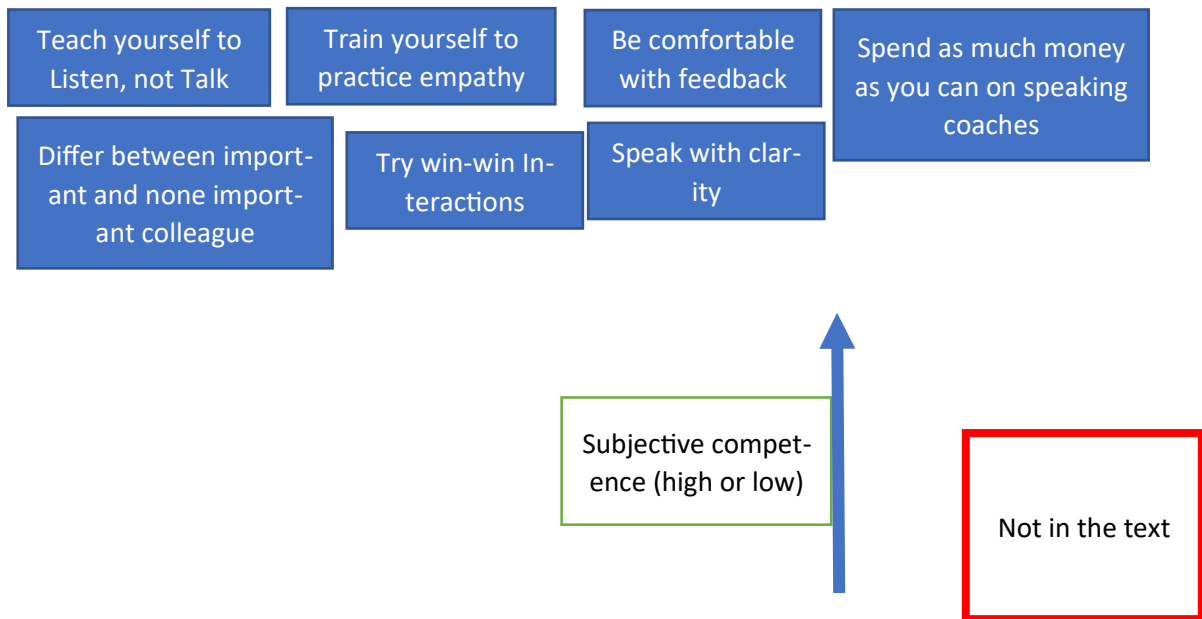 Teach yourself to
Listen, not Talk
Train yourself to
practice empathy
Be comfortable
with feedback
Spend as much money
as you can on speaking
coaches
Differ between import-
ant and none import-
ant colleague
Try win-win In-
teractions
Speak with clar-
ity
Subjective compet-
ence (high or low)
Not in the text